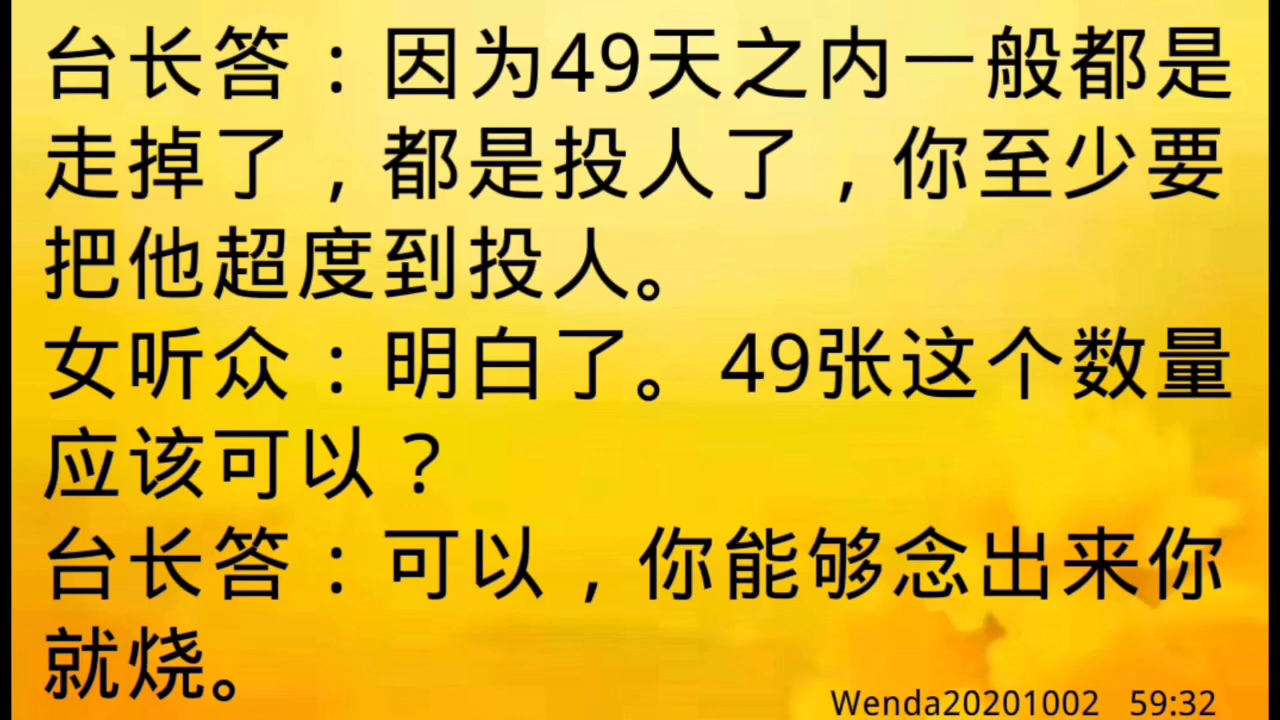 台长答：因为49天之内一般都是
走掉了，都是投人了，你至少要
把他超度到投人。
女听众：明白了。49张这个数量
应该可以？
台长答：可以，你能够念出来你
就烧。
Wenda20201002 59:32